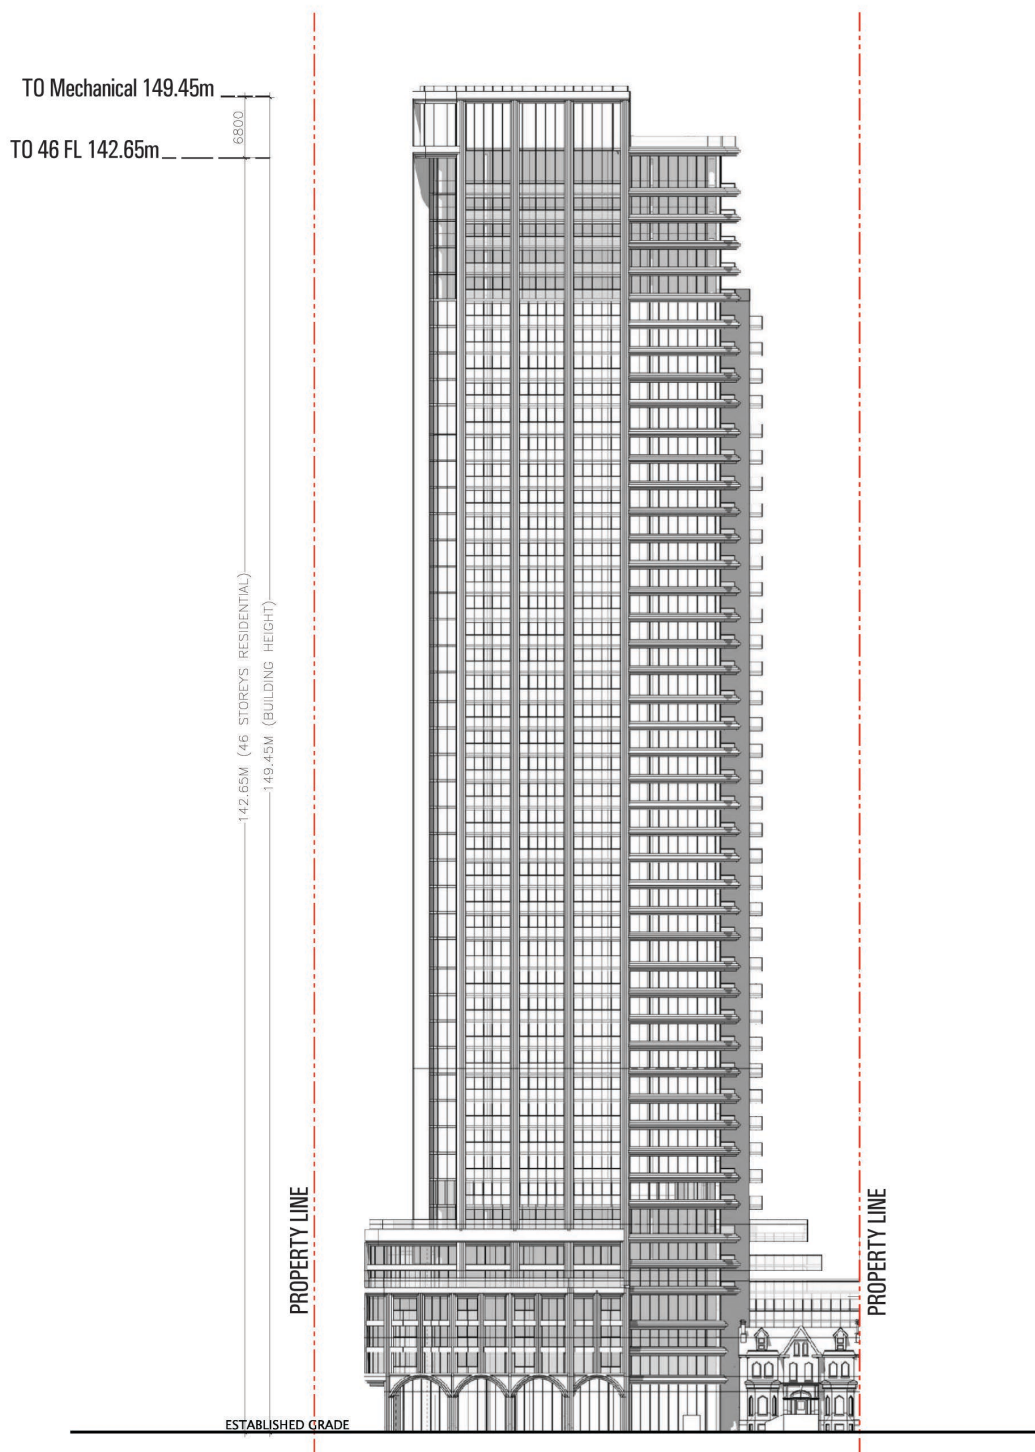 TO Mechanical 149.45m
6800
TO 46 FL 142.65m
142.65M (46 STOREYS RESIDENTIAL)
149.45M (BUILDING HEIGHT)
PROPERTY LINE
PROPERTY LINE
ESTABLISHED GRADE